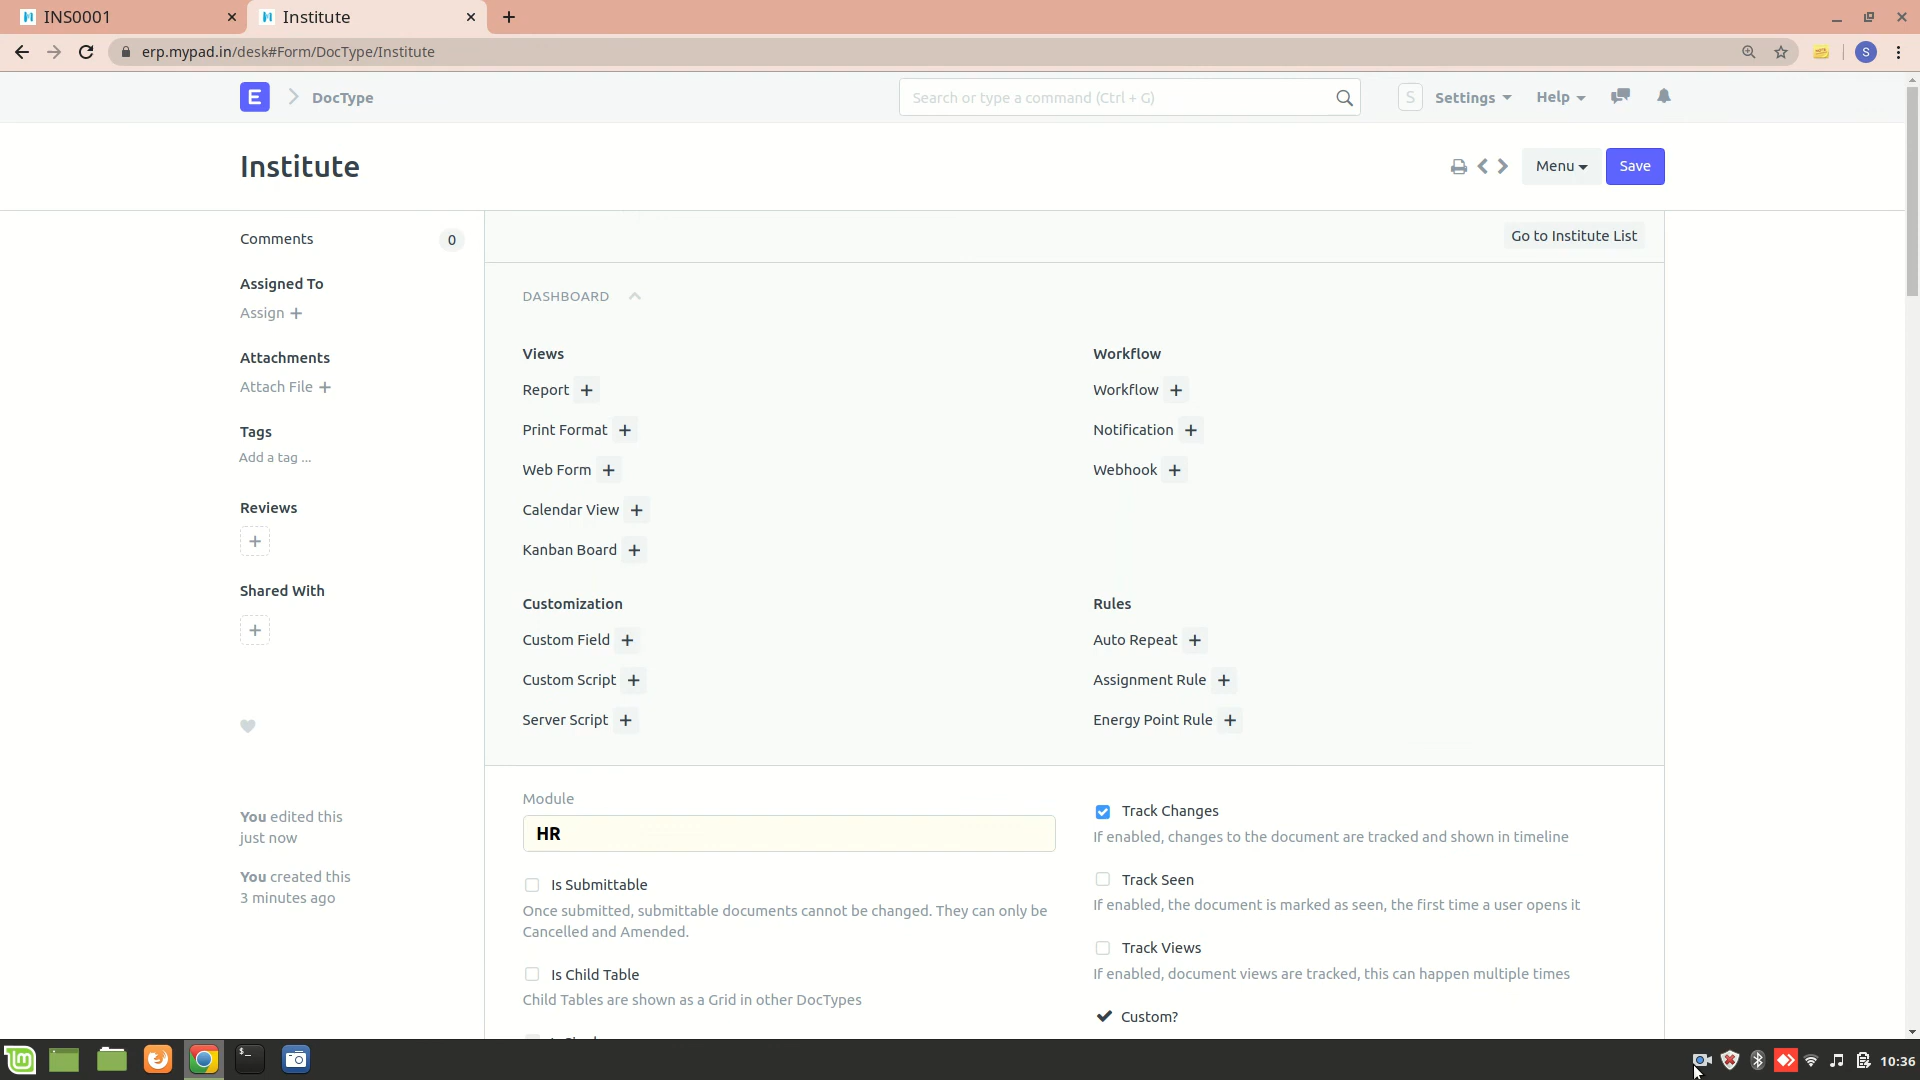 INS0001
Institute
erp.mypad.in/desk#Form/DocType/Institute
S
E
DocType
Search or type a command (Ctrl + G)
S
Settings
Help
Institute
Menu
Save
Comments
0
Go to Institute List
Assigned To
Assign +
Attachments
Attach File +
Tags
Add a tag ...
Reviews
+
Shared With
+
You edited this
just now
You created this
3 minutes ago
DASHBOARD
Views
Report +
Print Format +
Web Form +
Calendar View +
Kanban Board +
Workflow
Workflow +
Notification +
Webhook +
Customization
Custom Field +
Custom Script +
Server Script +
Rules
Auto Repeat +
Assignment Rule +
Energy Point Rule +
Module
HR
Is Submittable
Once submitted, submittable documents cannot be changed. They can only be
Cancelled and Amended.
Is Child Table
Child Tables are shown as a Grid in other DocTypes
Track Changes
If enabled, changes to the document are tracked and shown in timeline
Track Seen
If enabled, the document is marked as seen, the first time a user opens it
Track Views
If enabled, document views are tracked, this can happen multiple times
Custom?
10:36